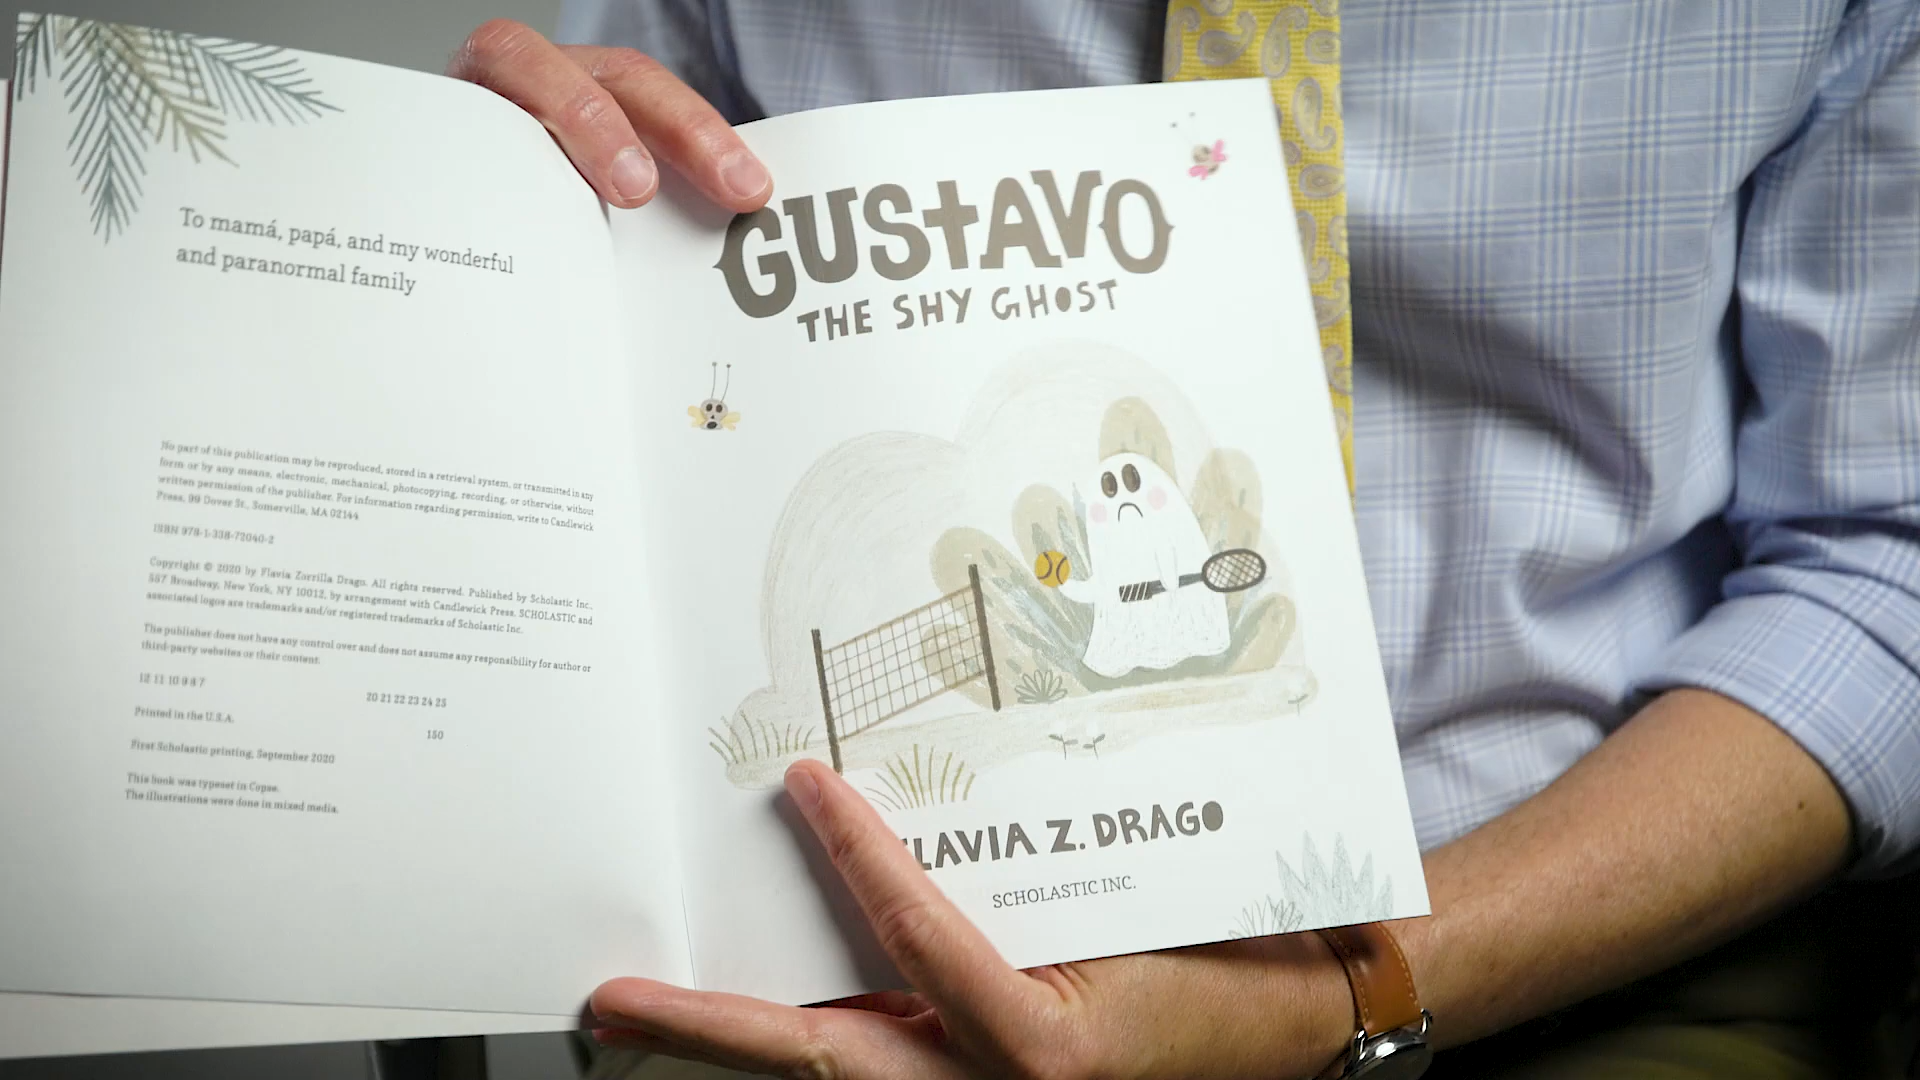 To mamá, papá, and my wonderful
and paranormal family
No part of this publication may be reproduced, stored in a retrieval system, or transmitted in any
form or by any means, electronic, mechanical, photocopying, recording, or otherwise, without
written permission of the publisher. For information regarding permission, write to Candlewick
Press, 99 Dover St., Somerville, MA 02144
ISBN 978-1-338-72040-2
Copyright © 2020 by Flavia Zorrilla Drago. All rights reserved. Published by Scholastic Inc.,
557 Broadway, New York, NY 10012, by arrangement with Candlewick Press. SCHOLASTIC and
associated logos are trademarks and/or registered trademarks of Scholastic Inc.
The publisher does not have any control over and does not assume any responsibility for author or
third-party websites or their content.
12 11 10 9 8 7 20 21 22 23 24 25
Printed in the U.S.A. 150
First Scholastic printing, September 2020
This book was typeset in Copse.
The illustrations were done in mixed media.
GUSTAVO
THE SHY GHOST
LAVIA Z. DRAGO
SCHOLASTIC INC.